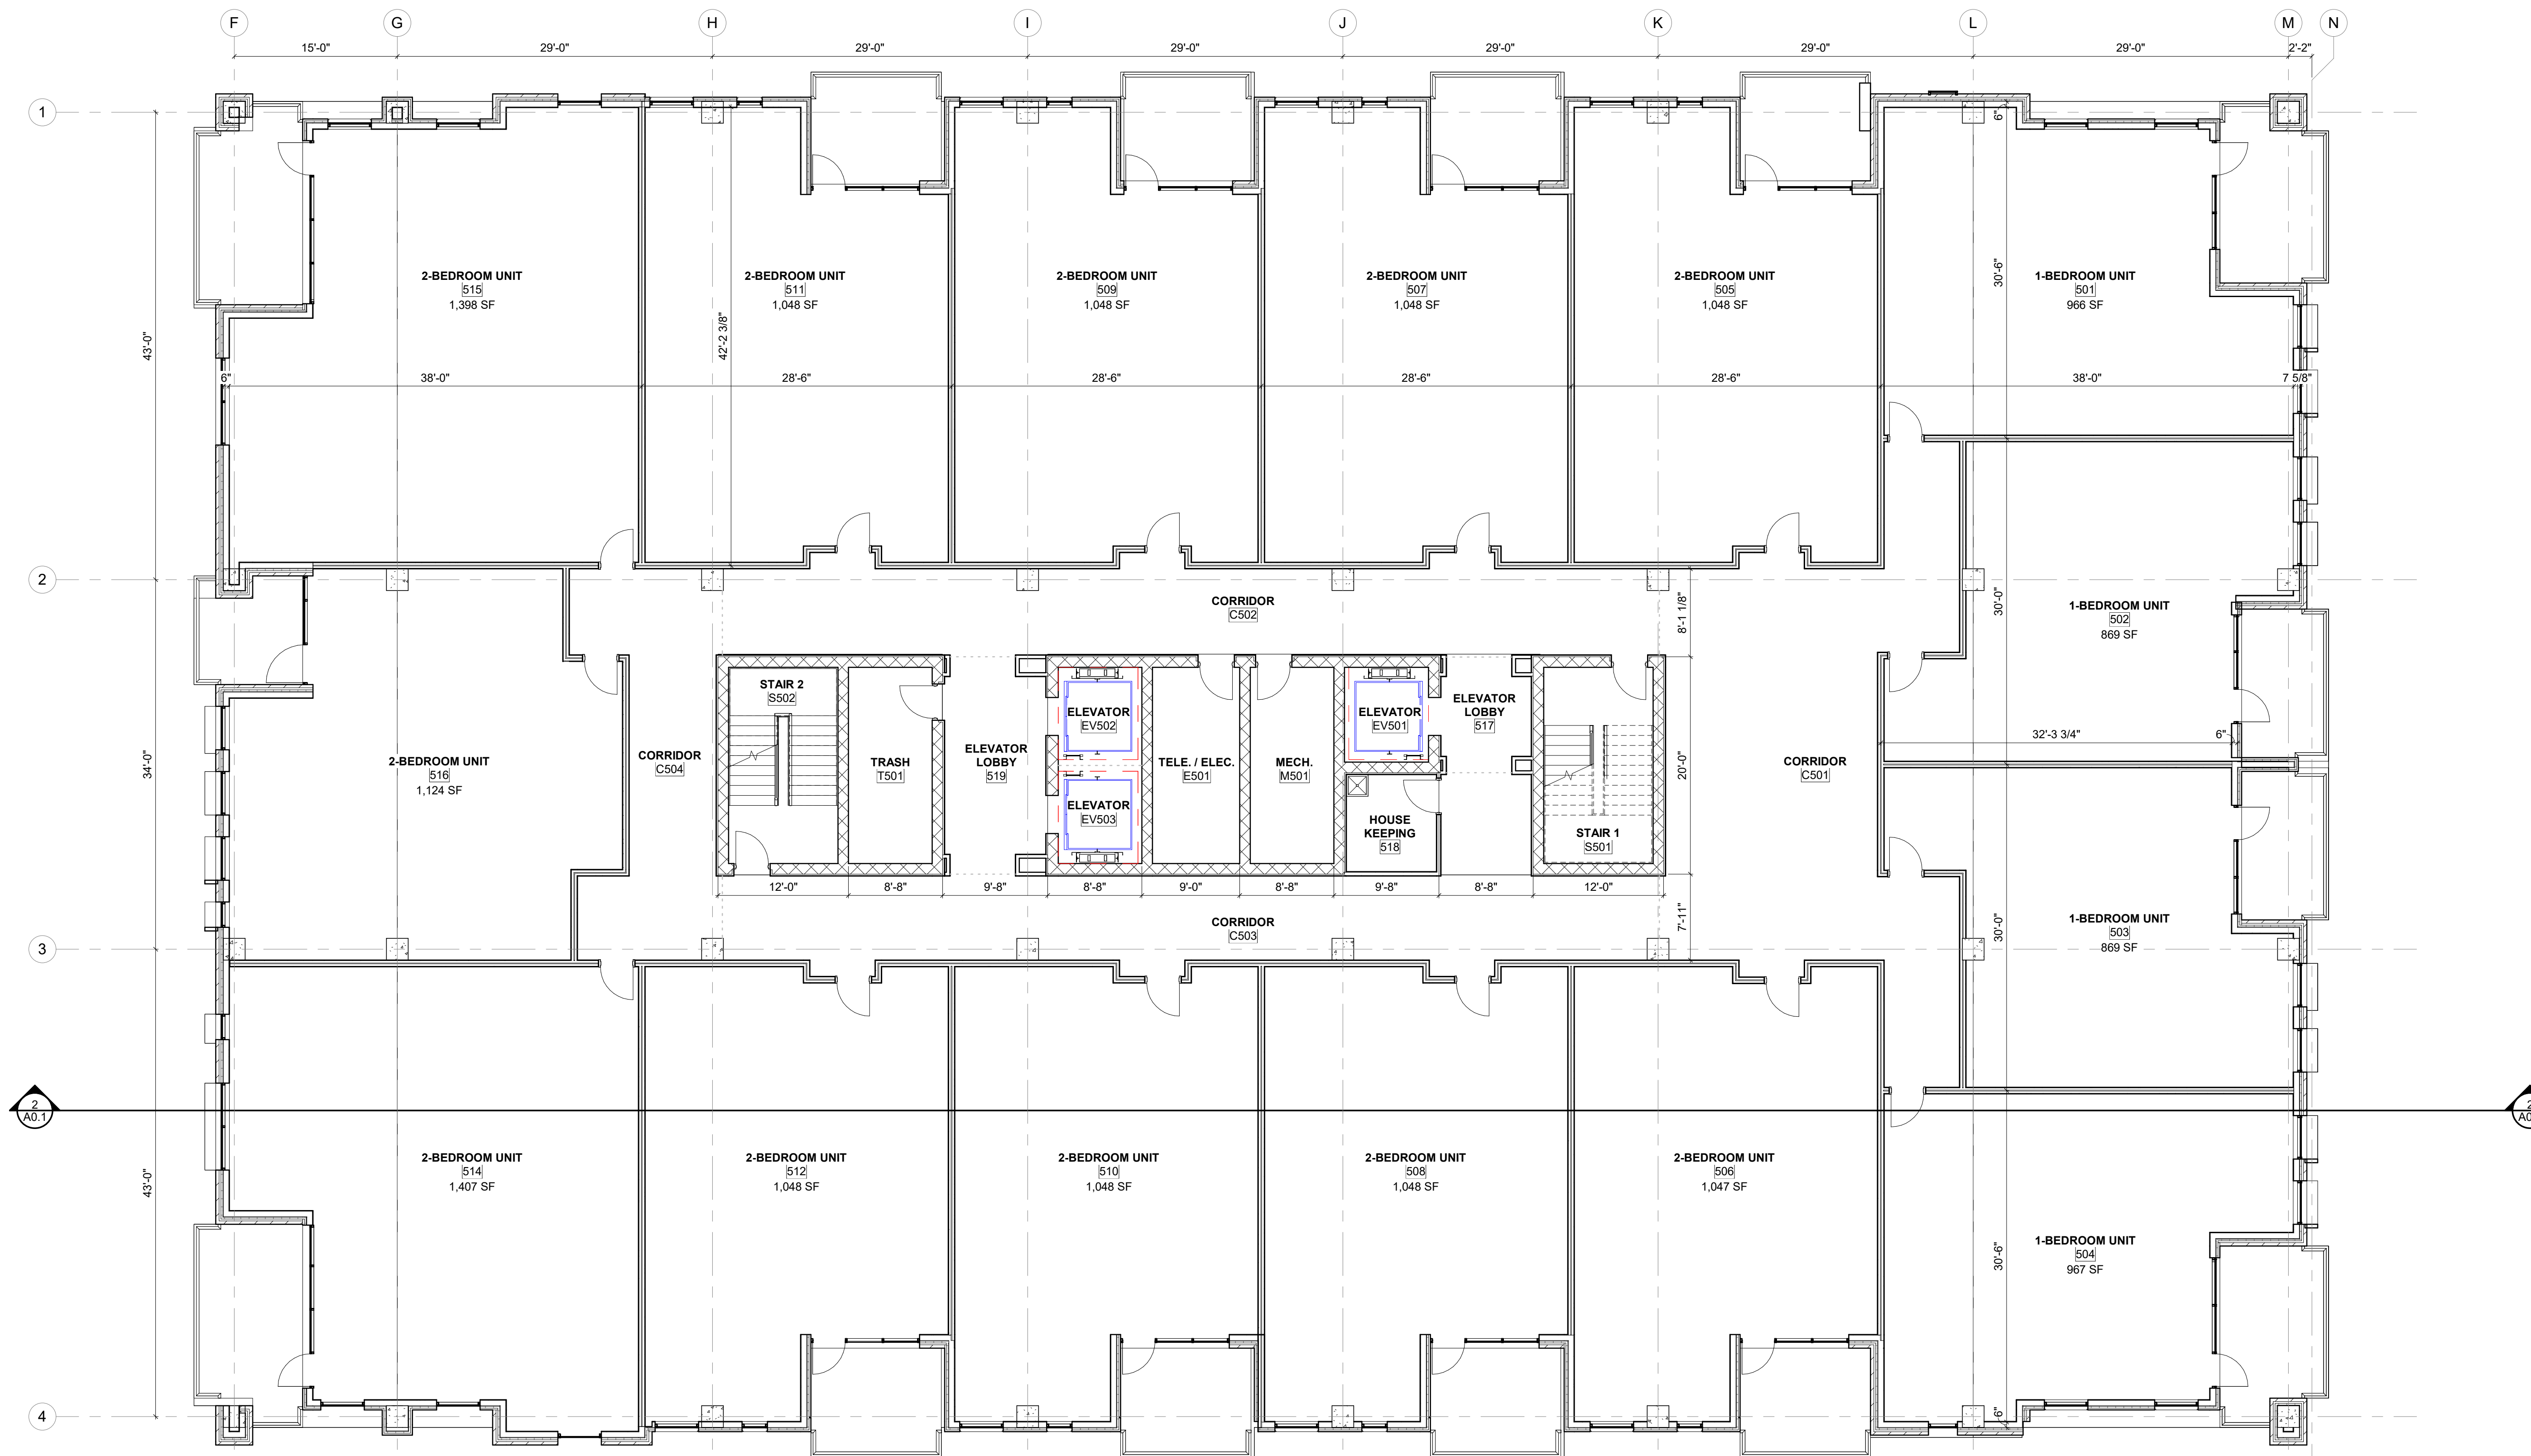 F
G
H
I
J
K
L
M
N
15'-0"
29'-0"
29'-0"
29'-0"
29'-0"
29'-0"
29'-0"
2'-2"
1
6"
2-BEDROOM UNIT
515
1,398 SF
2-BEDROOM UNIT
511
1,048 SF
2-BEDROOM UNIT
509
1,048 SF
2-BEDROOM UNIT
507
1,048 SF
2-BEDROOM UNIT
505
1,048 SF
1-BEDROOM UNIT
501
966 SF
30'-6"
43'-0"
42'-2 3/8"
6"
38'-0"
28'-6"
28'-6"
28'-6"
28'-6"
38'-0"
7 5/8"
2
CORRIDOR
C502
8'-1 1/8"
30'-0"
1-BEDROOM UNIT
502
869 SF
34'-0"
2-BEDROOM UNIT
516
1,124 SF
CORRIDOR
C504
STAIR 2
S502
TRASH
T501
ELEVATOR
LOBBY
519
ELEVATOR
EV502
ELEVATOR
EV503
TELE. / ELEC.
E501
MECH.
M501
ELEVATOR
EV501
ELEVATOR
LOBBY
517
HOUSE
KEEPING
518
STAIR 1
S501
20'-0"
CORRIDOR
C501
32'-3 3/4"
6"
12'-0"
8'-8"
9'-8"
8'-8"
9'-0"
8'-8"
9'-8"
8'-8"
12'-0"
CORRIDOR
C503
7'-11"
30'-0"
1-BEDROOM UNIT
503
869 SF
3
2
A0.1
43'-0"
2-BEDROOM UNIT
514
1,407 SF
2-BEDROOM UNIT
512
1,048 SF
2-BEDROOM UNIT
510
1,048 SF
2-BEDROOM UNIT
508
1,048 SF
2-BEDROOM UNIT
506
1,047 SF
30'-6"
1-BEDROOM UNIT
504
967 SF
6"
4